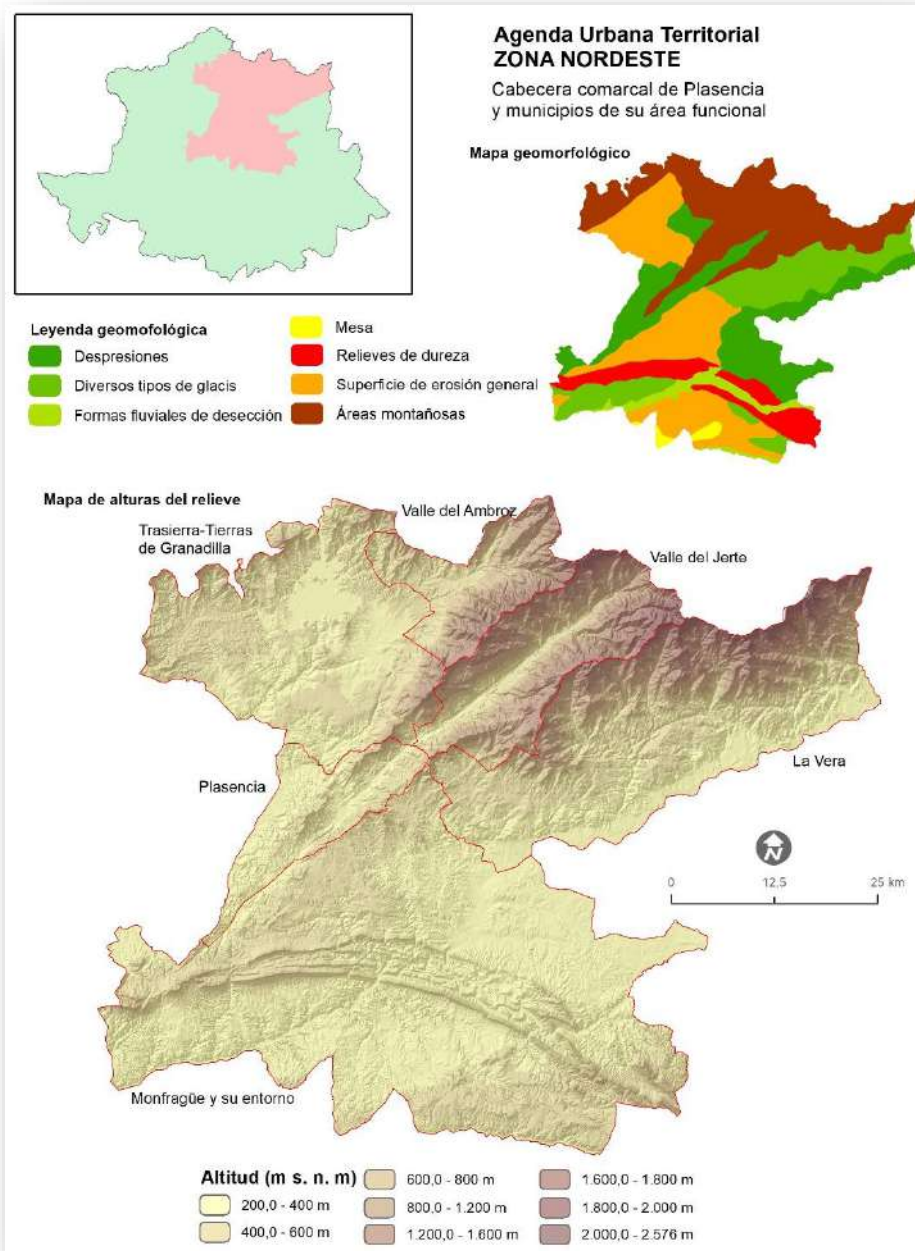 Agenda Urbana Territorial
ZONA NORDESTE
Cabecera comarcal de Plasencia
y municipios de su área funcional
Mapa geomorfológico
Leyenda geomofológica
Despresiones
Diversos tipos de glacis
Formas fluviales de desección
Mesa
Relieves de dureza
Superficie de erosión general
Áreas montañosas
Mapa de alturas del relieve
Trasierra-Tierras
de Granadilla
Valle del Ambroz
Valle del Jerte
Plasencia
La Vera
N
0 12,5 25 km
Monfragüe y su entorno
Altitud (m s. n. m)
200,0 - 400 m
400,0 - 600 m
600,0 - 800 m
800,0 - 1.200 m
1.200,0 - 1.600 m
1.600,0 - 1.800 m
1.800,0 - 2.000 m
2.000,0 - 2.576 m